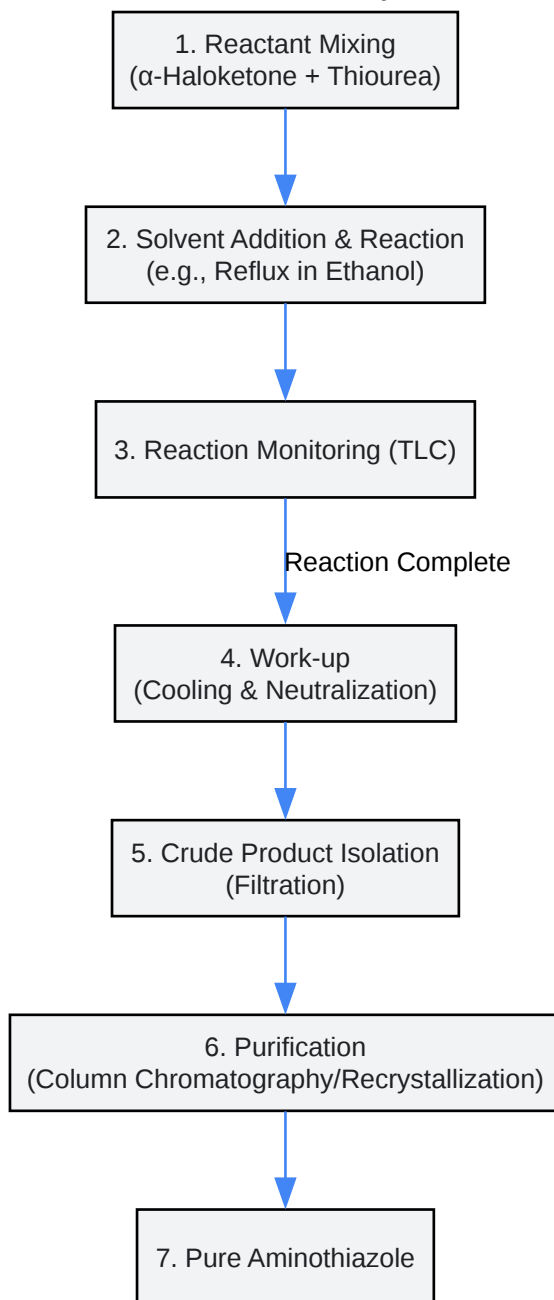 1. Reactant Mixing
(α-Haloketone + Thiourea)
2. Solvent Addition & Reaction
(e.g., Reflux in Ethanol)
3. Reaction Monitoring (TLC)
Reaction Complete
4. Work-up
(Cooling & Neutralization)
5. Crude Product Isolation
(Filtration)
6. Purification
(Column Chromatography/Recrystallization)
7. Pure Aminothiazole